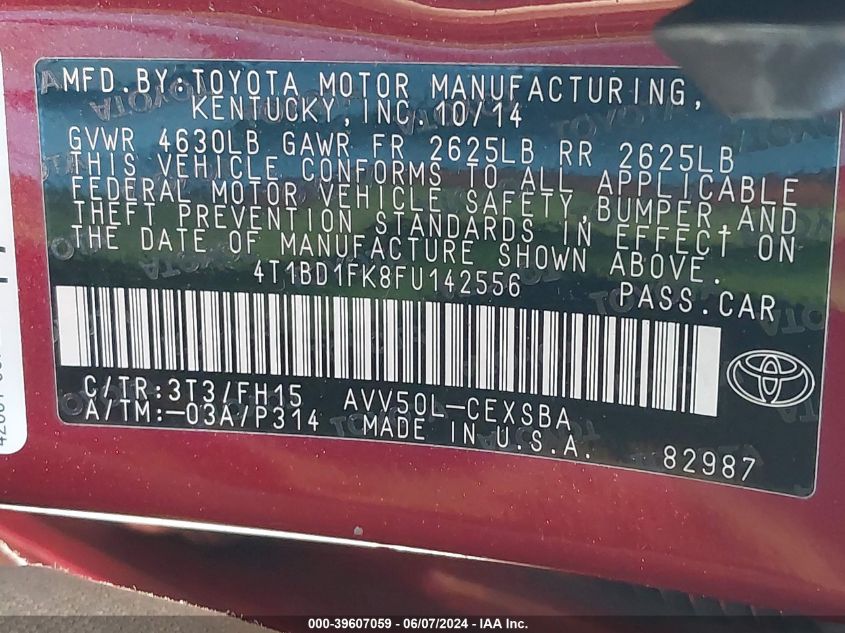 MFD.BY:TOYOTA MOTOR MANUFACTURING,
KENTUCKY,INC 10/14
GVWR 4630LB GAWR FR 2625LB RR 2625LB
THIS VEHICLE CONFORMS TO ALL APPLICABLE
FEDERAL MOTOR VEHICLE SAFETY,BUMPER,AND
THEFT PREVENTION STANDARDS IN EFFECT ON
THE DATE OF MANUFACTURE SHOWN ABOVE.
4T1BD1FK8FU142556 PASS.CAR
C/TR:3T3/FH15 AVV50L-CEXSBA
A/TM:-03A/P314 MADE IN U.S.A.
82987
000-39607059 - 06/07/2024 - IAA Inc.